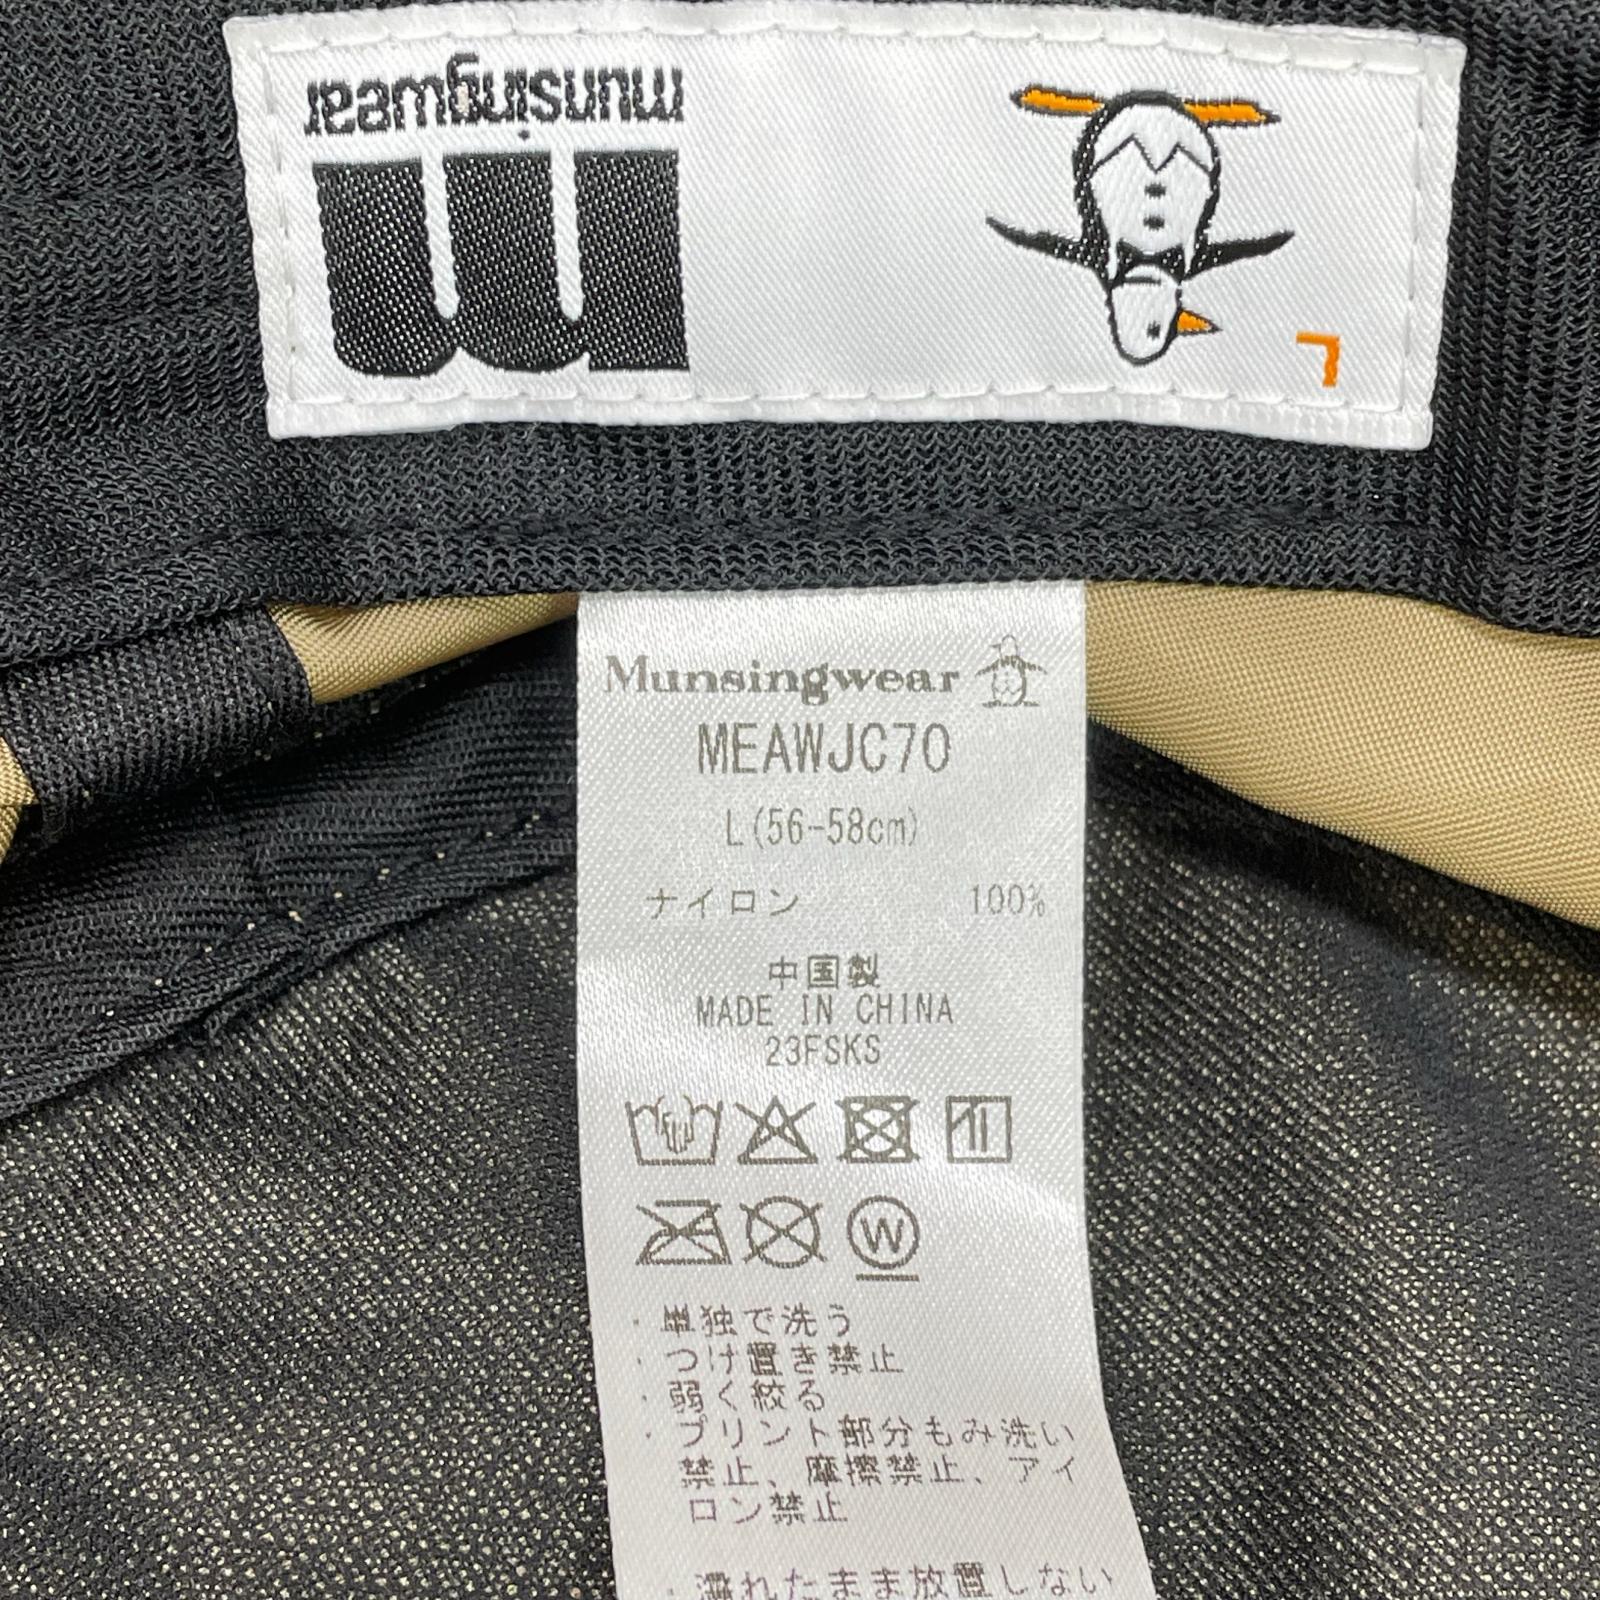 munsingwear
L
Munsingwear
MEAWJC70
L(56-58cm)
ナイロン 100%
中国製
MADE IN CHINA
23FSKS
W
・単独で洗う
・つけ置き禁止
・弱く絞る
・プリント部分もみ洗い
禁止、摩擦禁止、アイ
ロン禁止
・濡れたまま放置しない